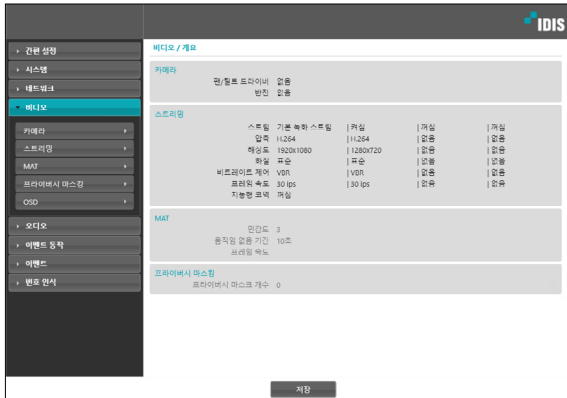 IDIS
간편 설정
시스템
네트워크
비디오
카메라
스트리밍
MAT
프라이버시 마스킹
OSD
오디오
이벤트 동작
이벤트
번호 인식
비디오 / 개요
카메라
팬/틸트 드라이버 없음
반전 없음
스트리밍
스트림 기본 녹화 스트림 | 켜짐 | 꺼짐 | 꺼짐
압축 H.264 | H.264 | 없음 | 없음
해상도 1920x1080 | 1280x720 | 없음 | 없음
화질 표준 | 표준 | 없음 | 없음
비트레이트 제어 VBR | VBR | 없음 | 없음
프레임 속도 30 ips | 30 ips | 없음 | 없음
지능형 코덱 꺼짐
MAT
민감도 3
움직임 없음 기간 10초
프레임 속도
프라이버시 마스킹
프라이버시 마스크 개수 0
저장